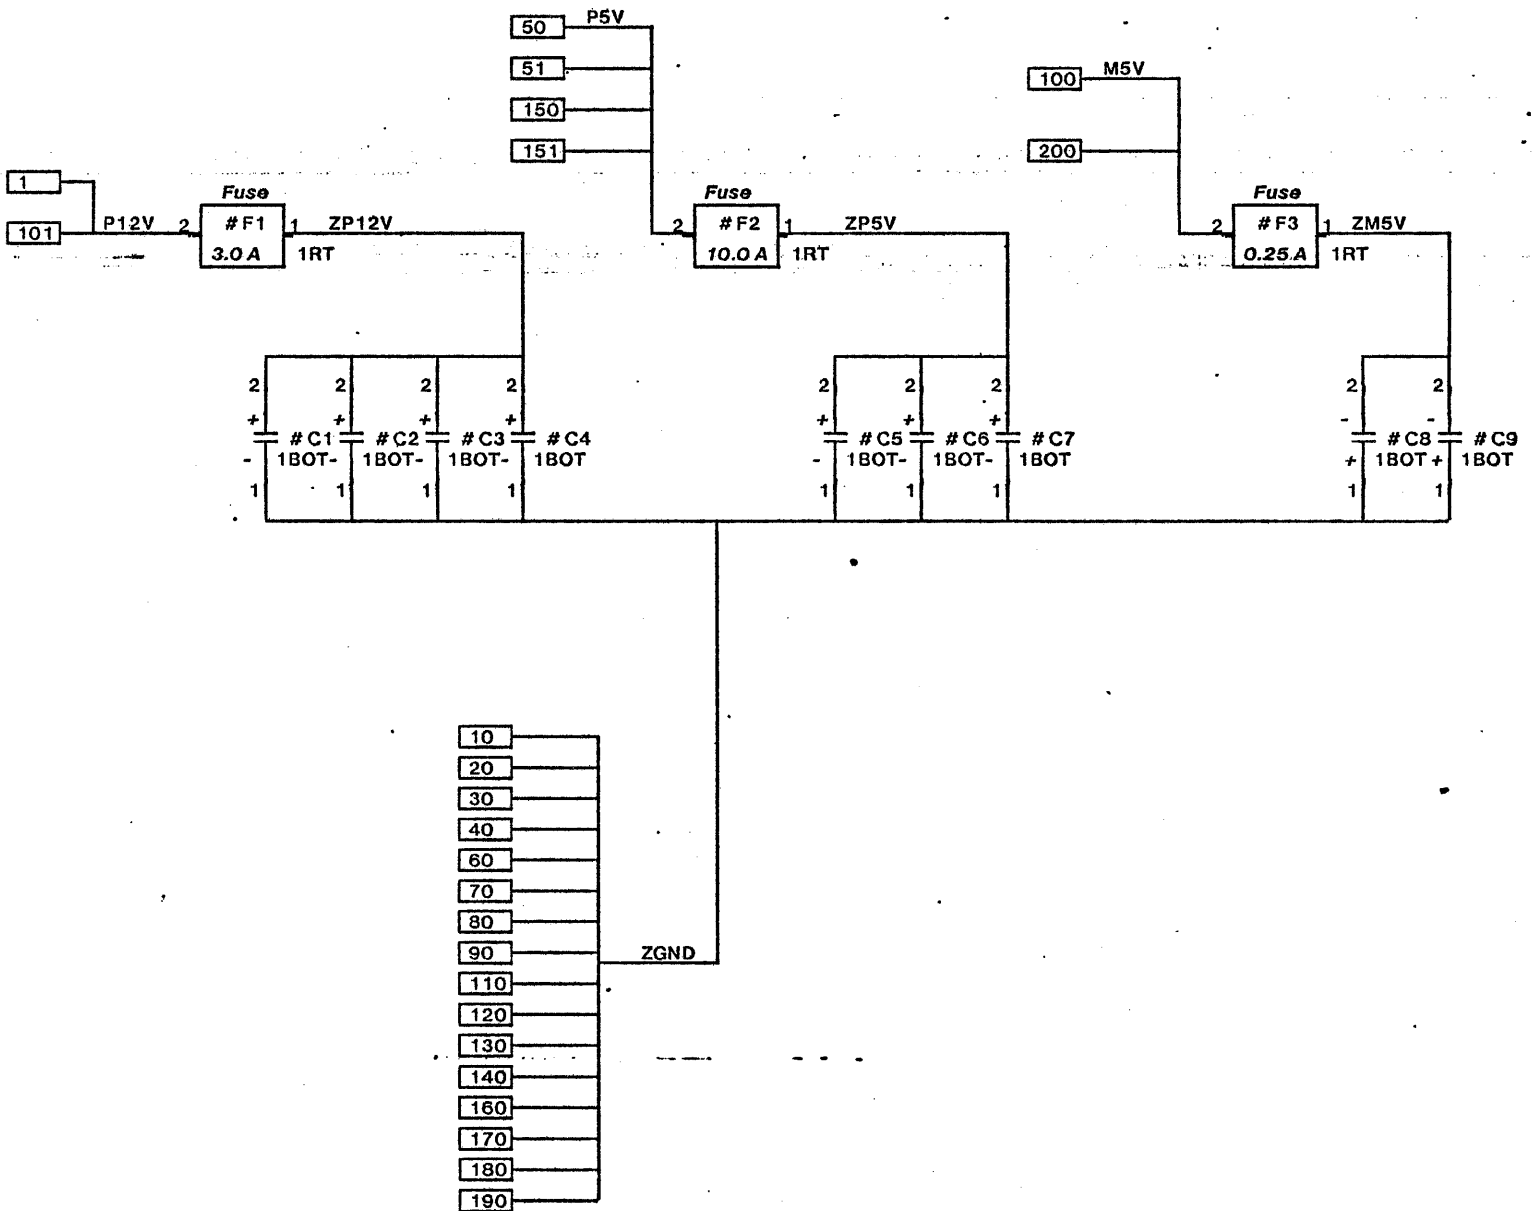 50 P5V
51
150
151
100 M5V
200
1
101 P12V
Fuse
2 #F1 1 ZP12V
3.0 A 1RT
Fuse
2 #F2 1 ZP5V
10.0 A 1RT
Fuse
2 #F3 1 ZM5V
0.25 A 1RT
2 2 2 2 2 2 2 2 2
+ + + + + + + - -
#C1 #C2 #C3 #C4 #C5 #C6 #C7 #C8 #C9
- 1BOT- 1BOT- 1BOT- 1BOT - 1BOT- 1BOT- 1BOT + 1BOT + 1BOT
1 1 1 1 1 1 1 1 1
10
20
30
40
60
70
80
90
ZGND
110
120
130
140
160
170
180
190